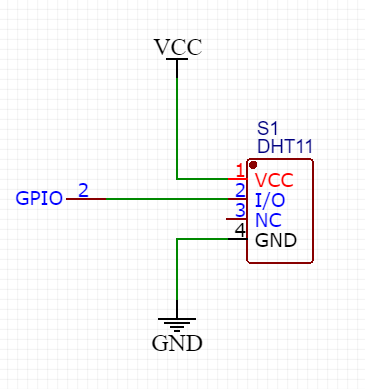 VCC
S1
DHT11
1
VCC
GPIO 2
2
I/O
3
NC
4
GND
GND